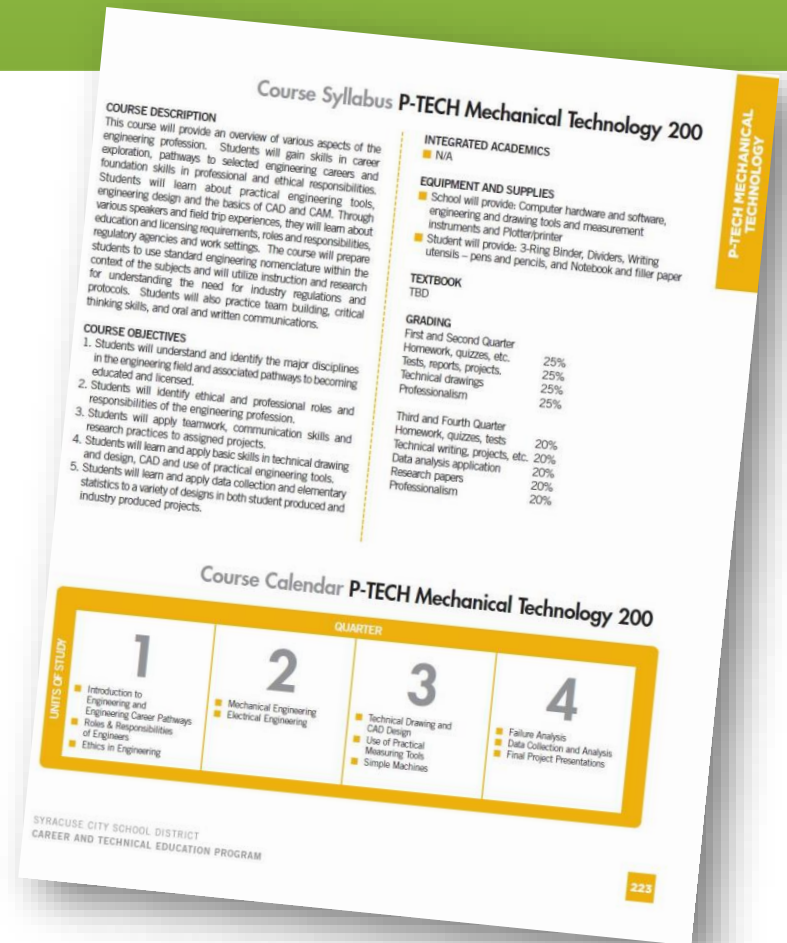 Course Syllabus P-TECH Mechanical Technology 200
P-TECH MECHANICAL
TECHNOLOGY
COURSE DESCRIPTION
This course will provide an overview of various aspects of the
engineering profession. Students will gain skills in career
exploration, pathways to selected engineering careers and
foundation skills in professional and ethical responsibilities.
Students will learn about practical engineering tools,
engineering design and the basics of CAD and CAM. Through
various speakers and field trip experiences, they will learn about
education and licensing requirements, roles and responsibilities,
regulatory agencies and work settings. The course will prepare
students to use standard engineering nomenclature within the
context of the subjects and will utilize instruction and research
for understanding the need for industry regulations and
protocols. Students will also practice team building, critical
thinking skills, and oral and written communications.
COURSE OBJECTIVES
1. Students will understand and identify the major disciplines
in the engineering field and associated pathways to becoming
educated and licensed.
2. Students will identify ethical and professional roles and
responsibilities of the engineering profession.
3. Students will apply teamwork, communication skills and
research practices to assigned projects.
4. Students will learn and apply basic skills in technical drawing
and design, CAD and use of practical engineering tools.
5. Students will learn and apply data collection and elementary
statistics to a variety of designs in both student produced and
industry produced projects.
INTEGRATED ACADEMICS
N/A
EQUIPMENT AND SUPPLIES
School will provide: Computer hardware and software,
engineering and drawing tools and measurement
instruments and Plotter/printer
Student will provide: 3-Ring Binder, Dividers, Writing
utensils – pens and pencils, and Notebook and filler paper
TEXTBOOK
TBD
GRADING
First and Second Quarter
Homework, quizzes, etc. 25%
Tests, reports, projects. 25%
Technical drawings 25%
Professionalism 25%
Third and Fourth Quarter
Homework, quizzes, tests 20%
Technical writing, projects, etc. 20%
Data analysis application 20%
Research papers 20%
Professionalism 20%
Course Calendar P-TECH Mechanical Technology 200
QUARTER
UNITS OF STUDY
1
Introduction to
Engineering and
Engineering Career Pathways
Roles & Responsibilities
of Engineers
Ethics in Engineering
2
Mechanical Engineering
Electrical Engineering
3
Technical Drawing and
CAD Design
Use of Practical
Measuring Tools
Simple Machines
4
Failure Analysis
Data Collection and Analysis
Final Project Presentations
SYRACUSE CITY SCHOOL DISTRICT
CAREER AND TECHNICAL EDUCATION PROGRAM
223